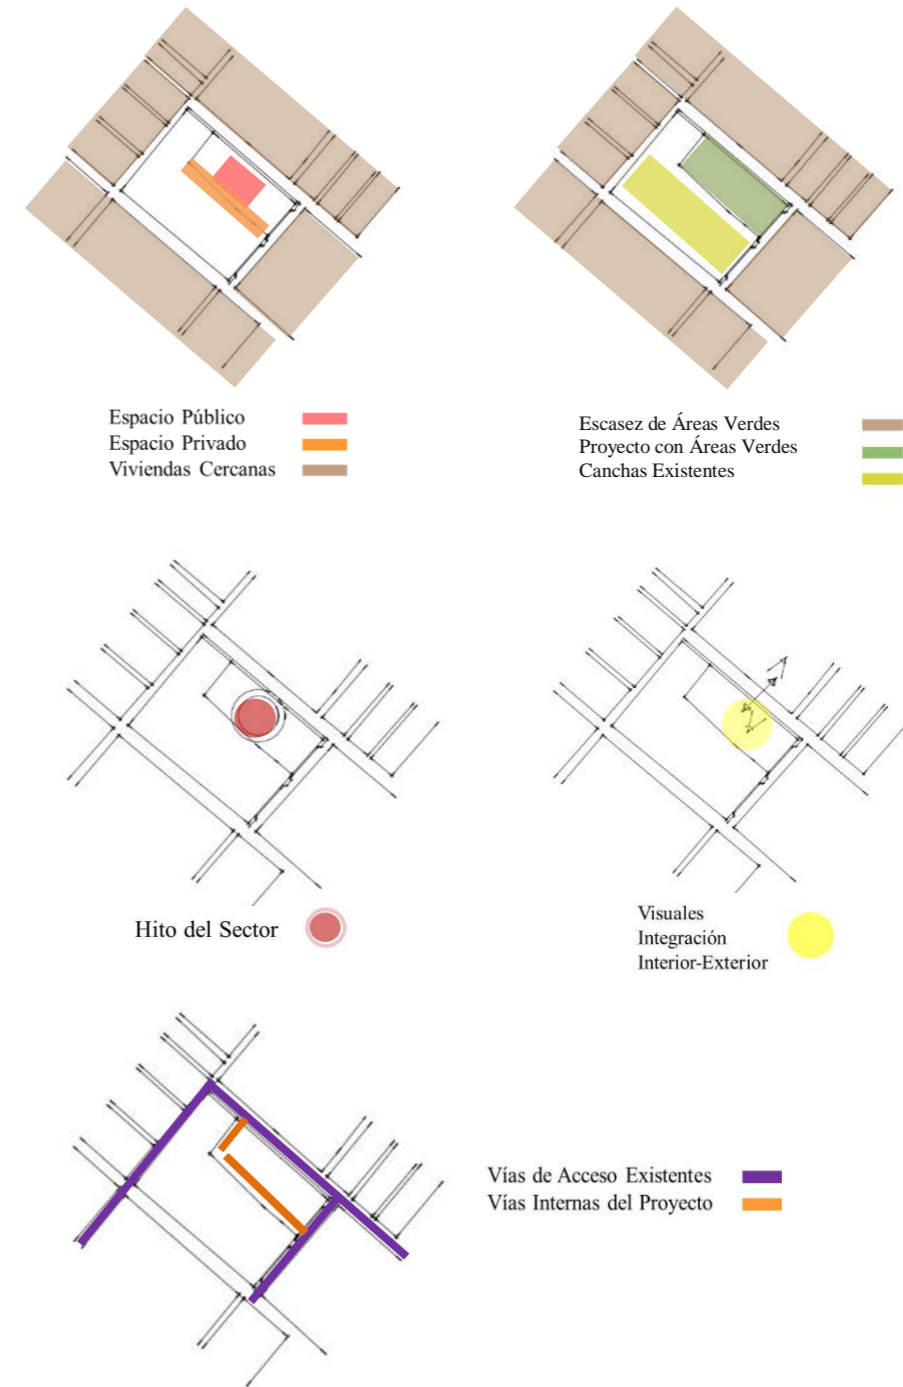 Espacio Público
Espacio Privado
Viviendas Cercanas
Escasez de Áreas Verdes
Proyecto con Áreas Verdes
Canchas Existentes
Hito del Sector
Visuales
Integración
Interior-Exterior
Vías de Acceso Existentes
Vías Internas del Proyecto